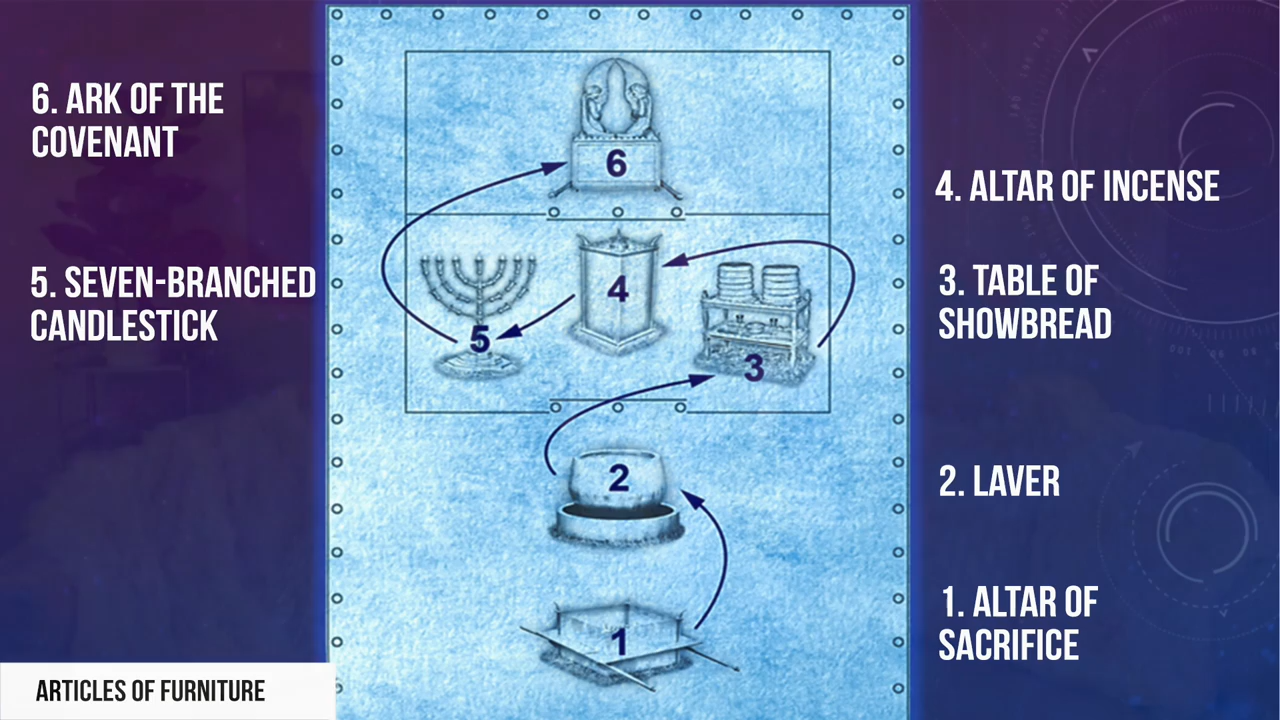 6. ARK OF THE
COVENANT
5. SEVEN-BRANCHED
CANDLESTICK
6
4
5
3
2
1
4. ALTAR OF INCENSE
3. TABLE OF
SHOWBREAD
2. LAVER
1. ALTAR OF
SACRIFICE
ARTICLES OF FURNITURE